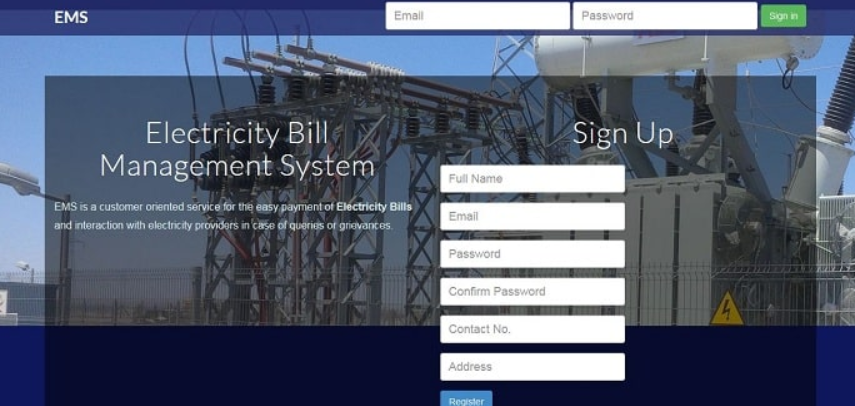 EMS
Email
Password
Sign in
Electricity Bill
Management System
EMS is a customer oriented service for the easy payment of Electricity Bills
and interaction with electricity providers in case of queries or grievances.
Sign Up
Full Name
Email
Password
Confirm Password
Contact No.
Address
Register